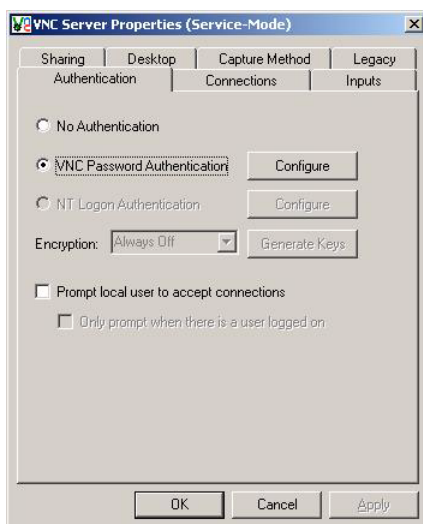 VNC Server Properties (Service-Mode)
Sharing Desktop Capture Method Legacy
Authentication Connections Inputs
No Authentication
VNC Password Authentication Configure
NT Logon Authentication Configure
Encryption: Always Off Generate Keys
Prompt local user to accept connections
Only prompt when there is a user logged on
OK Cancel Apply